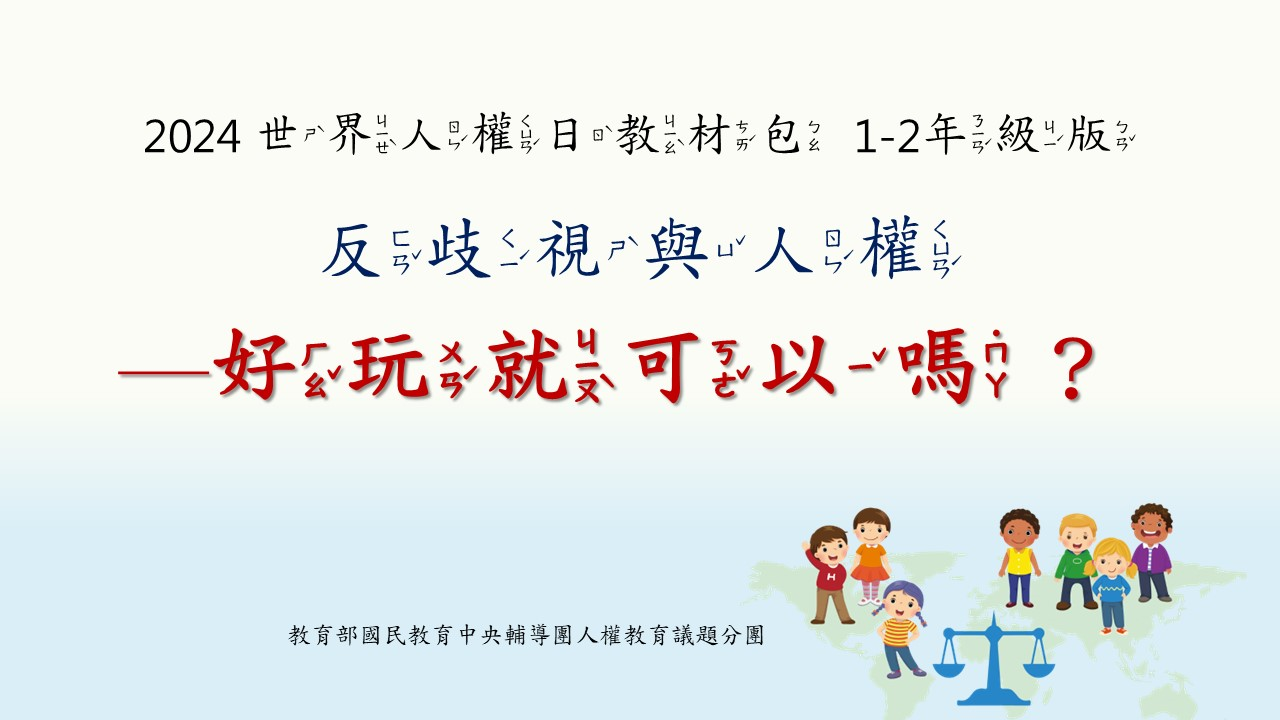 2024 世界人權日教材包 1-2年級版
反歧視與人權
—好玩就可以嗎？
教育部國民教育中央輔導團人權教育議題分團
H